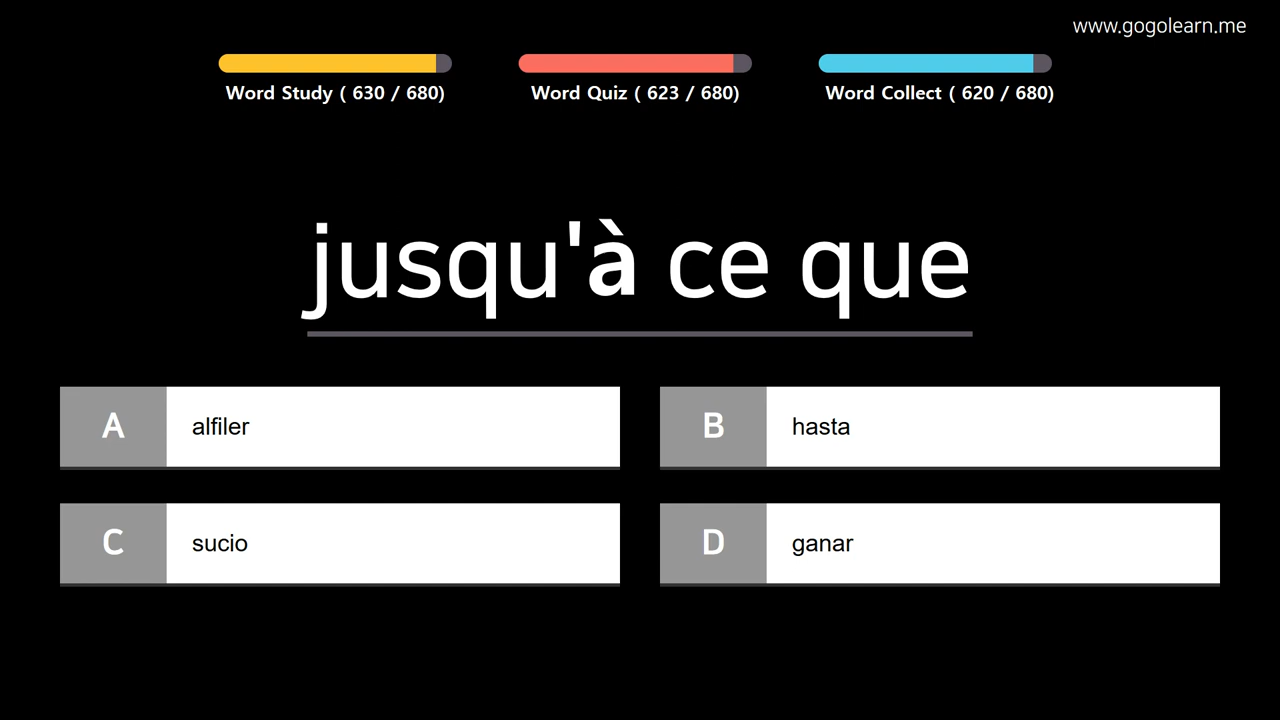 www.gogolearn.me
Word Study ( 630 / 680)
Word Quiz ( 623 / 680)
Word Collect ( 620 / 680)
jusqu'à ce que
A alfiler
B hasta
C sucio
D ganar